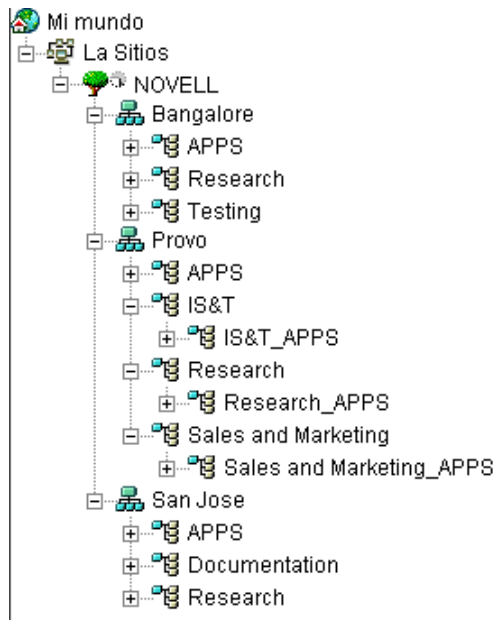 Mi mundo
La Sitios
NOVELL
Bangalore
APPS
Research
Testing
Provo
APPS
IS&T
IS&T_APPS
Research
Research_APPS
Sales and Marketing
Sales and Marketing_APPS
San Jose
APPS
Documentation
Research